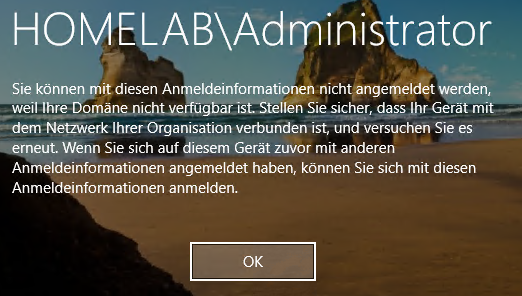 HOMELAB\Administrator
Sie können mit diesen Anmeldeinformationen nicht angemeldet werden,
weil Ihre Domäne nicht verfügbar ist. Stellen Sie sicher, dass Ihr Gerät mit
dem Netzwerk Ihrer Organisation verbunden ist, und versuchen Sie es
erneut. Wenn Sie sich auf diesem Gerät zuvor mit anderen
Anmeldeinformationen angemeldet haben, können Sie sich mit diesen
Anmeldeinformationen anmelden.
OK